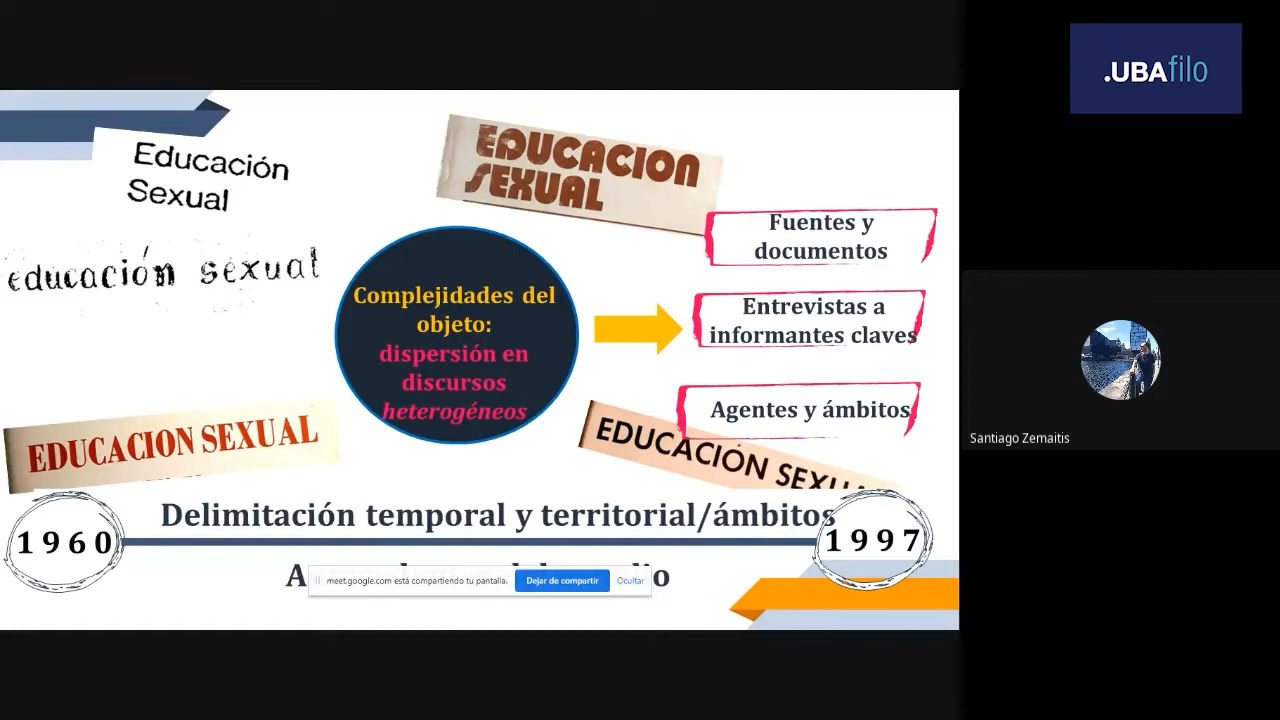 .UBAfilo
Educación
Sexual
EDUCACION
SEXUAL
educación sexual
Fuentes y
documentos
Complejidades del
objeto:
dispersión en
discursos
heterogéneos
Entrevistas a
informantes claves
Agentes y ámbitos
EDUCACION SEXUAL
EDUCACIÓN
Santiago Zemaitis
Delimitación temporal y territorial/ámbitos
1960
1997
meet.google.com está compartiendo tu pantalla.
Dejar de compartir
Ocultar